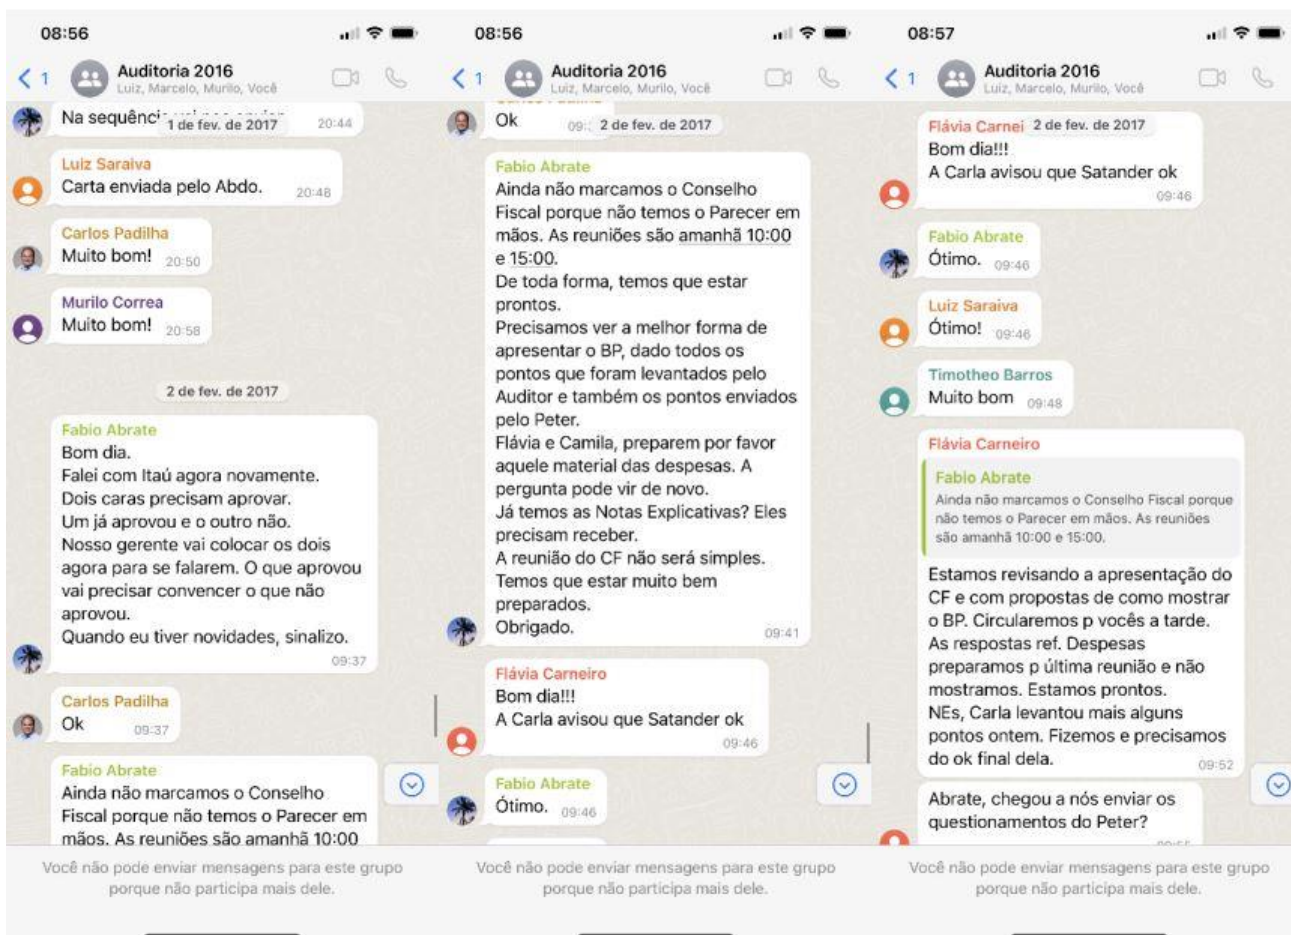 08:56
1
Auditoria 2016
Luiz, Marcelo, Murilo, Você
Na sequência
1 de fev. de 2017
20:44
Luiz Saraiva
Carta enviada pelo Abdo.
20:48
Carlos Padilha
Muito bom!
20:50
Murilo Correa
Muito bom!
20:58
2 de fev. de 2017
Fabio Abrate
Bom dia.
Falei com Itaú agora novamente.
Dois caras precisam aprovar.
Um já aprovou e o outro não.
Nosso gerente vai colocar os dois
agora para se falarem. O que aprovou
vai precisar convencer o que não
aprovou.
Quando eu tiver novidades, sinalizo.
09:37
Carlos Padilha
Ok
09:37
Fabio Abrate
Ainda não marcamos o Conselho
Fiscal porque não temos o Parecer em
mãos. As reuniões são amanhã 10:00
Você não pode enviar mensagens para este grupo
porque não participa mais dele.
08:56
1
Auditoria 2016
Luiz, Marcelo, Murilo, Você
Carlos Padilha
Ok
2 de fev. de 2017
Fabio Abrate
Ainda não marcamos o Conselho
Fiscal porque não temos o Parecer em
mãos. As reuniões são amanhã 10:00
e 15:00.
De toda forma, temos que estar
prontos.
Precisamos ver a melhor forma de
apresentar o BP, dado todos os
pontos que foram levantados pelo
Auditor e também os pontos enviados
pelo Peter.
Flávia e Camila, preparem por favor
aquele material das despesas. A
pergunta pode vir de novo.
Já temos as Notas Explicativas? Eles
precisam receber.
A reunião do CF não será simples.
Temos que estar muito bem
preparados.
Obrigado.
09:41
Flávia Carneiro
Bom dia!!!
A Carla avisou que Satander ok
09:46
Fabio Abrate
Ótimo.
09:46
Você não pode enviar mensagens para este grupo
porque não participa mais dele.
08:57
1
Auditoria 2016
Luiz, Marcelo, Murilo, Você
Flávia Carnei
2 de fev. de 2017
Bom dia!!!
A Carla avisou que Satander ok
09:46
Fabio Abrate
Ótimo.
09:46
Luiz Saraiva
Ótimo!
09:46
Timotheo Barros
Muito bom
09:48
Flávia Carneiro
Fabio Abrate
Ainda não marcamos o Conselho Fiscal porque
não temos o Parecer em mãos. As reuniões
são amanhã 10:00 e 15:00.
Estamos revisando a apresentação do
CF e com propostas de como mostrar
o BP. Circularemos p vocês a tarde.
As respostas ref. Despesas
preparamos p última reunião e não
mostramos. Estamos prontos.
NEs, Carla levantou mais alguns
pontos ontem. Fizemos e precisamos
do ok final dela.
09:52
Abrate, chegou a nós enviar os
questionamentos do Peter?
Você não pode enviar mensagens para este grupo
porque não participa mais dele.